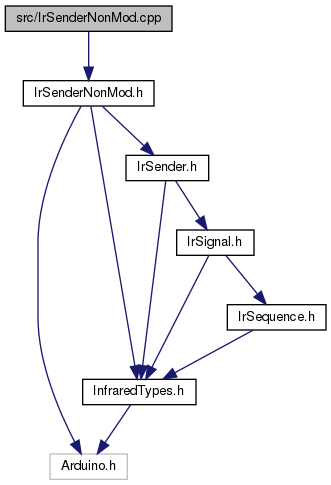 src/IrSenderNonMod.cpp
IrSenderNonMod.h
IrSender.h
IrSignal.h
IrSequence.h
InfraredTypes.h
Arduino.h